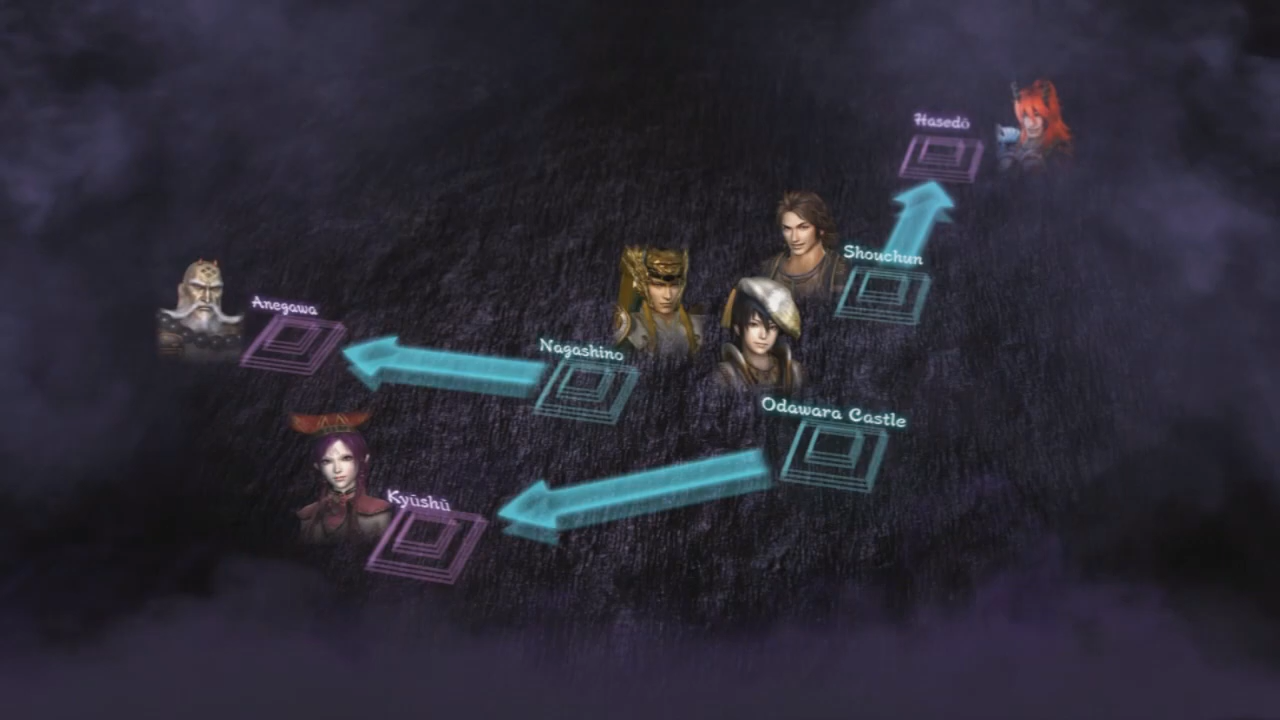 Hasedō
Shouchun
Anegawa
Nagashino
Odawara Castle
Kyūshū